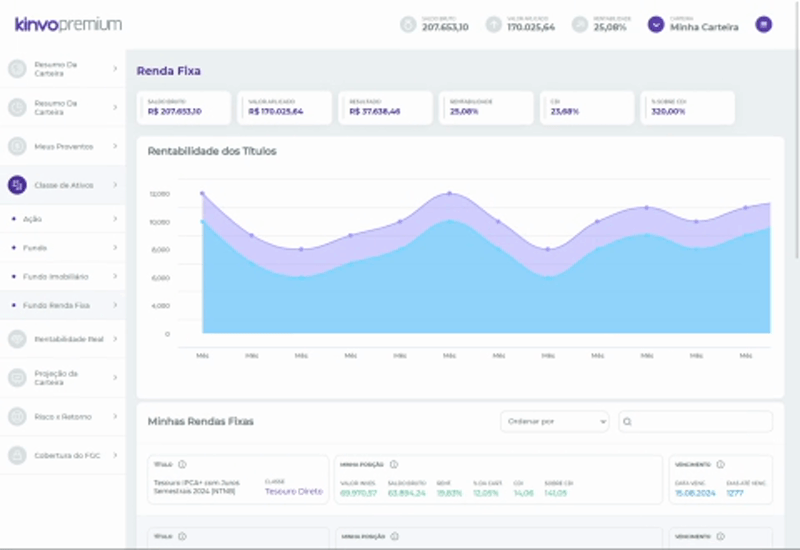 kinvopremium
SALDO BRUTO
207.653,10
VALOR APLICADO
170.025,64
RENTABILIDADE
25,08%
CARTEIRA
Minha Carteira
Resumo Da
Carteira
Resumo Da
Carteira
Meus Proventos
Classe de Ativos
Ação
Fundo
Fundo Imobiliário
Fundo Renda Fixa
Rentabilidade Real
Projeção da
Carteira
Risco x Retorno
Cobertura do FGC
Renda Fixa
SALDO BRUTO
R$ 207.653,10
VALOR APLICADO
R$ 170.025,64
RESULTADO
R$ 37.638,46
RENTABILIDADE
25,08%
CDI
23,68%
% SOBRE CDI
320,00%
Rentabilidade dos Títulos
12,000
10,000
8,000
6,000
4,000
0
Mês Mês Mês Mês Mês Mês Mês Mês Mês Mês Mês Mês
Minhas Rendas Fixas
Ordenar por
TÍTULO
Tesouro IPCA+ com Juros
Semestrais 2024 (NTNB)
CLASSE
Tesouro Direto
MINHA POSIÇÃO
VALOR INVES. SALDO BRUTO RENT. % DA CART. CDI SOBRE CDI
69.970,57 63.894,24 19,83% 12,05% 14,06 141,05
VENCIMENTO
DATA VENC. DIAS ATÉ VENC.
15.08.2024 1277
TÍTULO
MINHA POSIÇÃO
VENCIMENTO